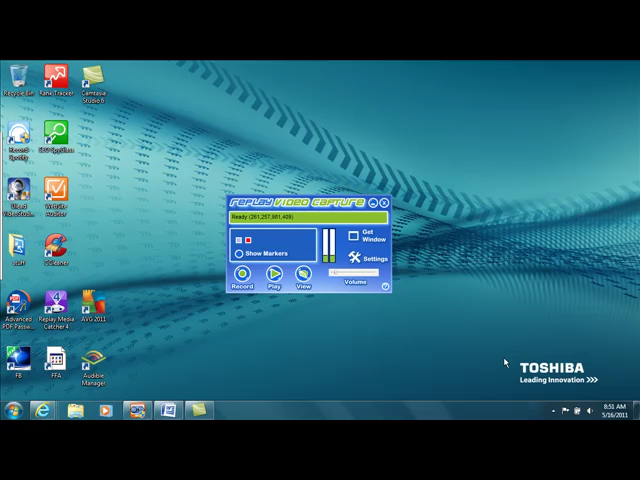 Recycle Bin
Rank Tracker
Camtasia
Studio 6
SEO SpyGlass
Website
Auditor
stuff
CCleaner
Advanced
PDF Passw...
Replay Media
Catcher 4
AVG 2011
FB
FFA
Audible
Manager
REPLAY VIDEO CAPTURE
Ready (261,257,981,409)
Show Markers
Get
Window
Settings
Record
Play
View
Volume
TOSHIBA
Leading Innovation >>>
8:51 AM
5/16/2011